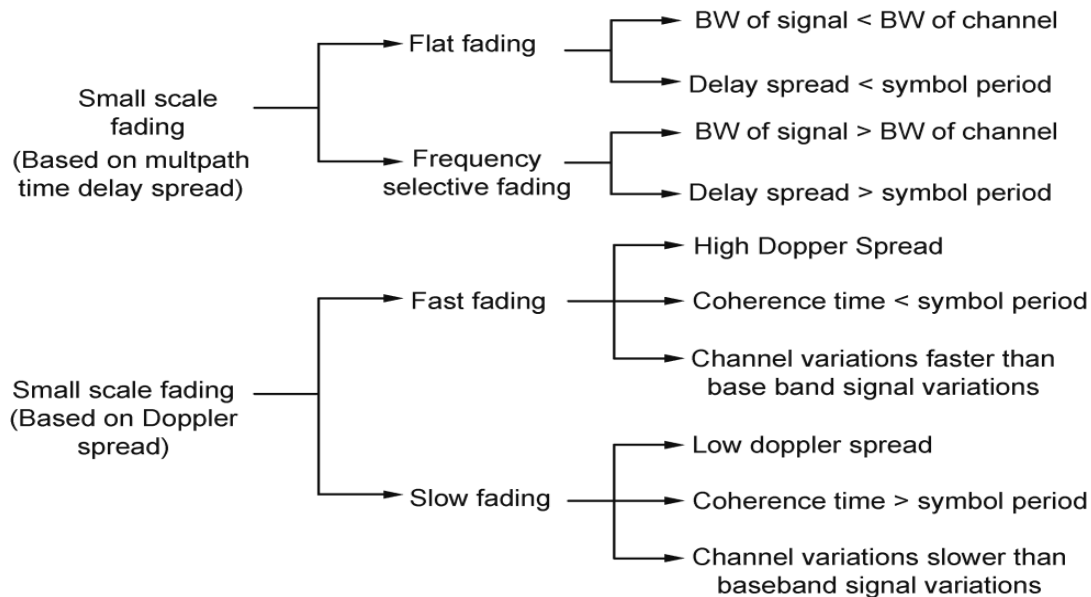 Small scale
fading
(Based on multpath
time delay spread)
Flat fading
BW of signal < BW of channel
Delay spread < symbol period
Frequency
selective fading
BW of signal > BW of channel
Delay spread > symbol period
Small scale fading
(Based on Doppler
spread)
Fast fading
High Dopper Spread
Coherence time < symbol period
Channel variations faster than
base band signal variations
Slow fading
Low doppler spread
Coherence time > symbol period
Channel variations slower than
baseband signal variations